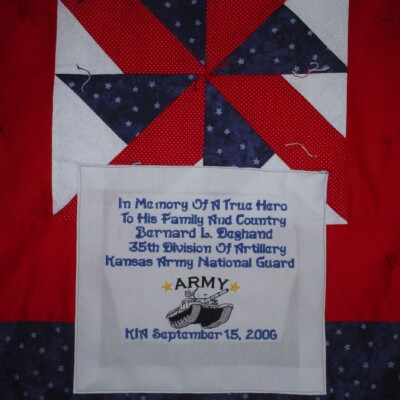 In Memory Of A True Hero
To His Family And Country
Bernard L. Deghand
35th Division Of Artillery
Kansas Army National Guard
ARMY
KIA September 15, 2006